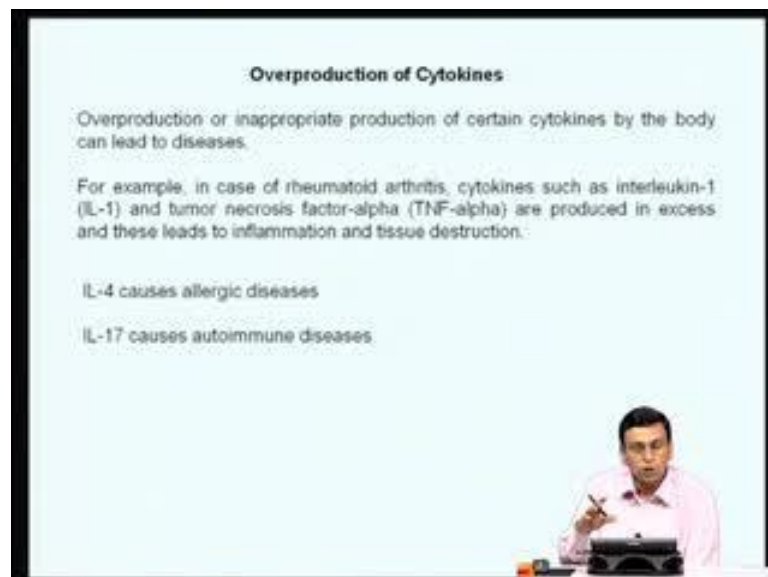 Overproduction of Cytokines
Overproduction or inappropriate production of certain cytokines by the body
can lead to diseases.
For example, in case of rheumatoid arthritis, cytokines such as interleukin-1
(IL-1) and tumor necrosis factor-alpha (TNF-alpha) are produced in excess
and these leads to inflammation and tissue destruction.
IL-4 causes allergic diseases
IL-17 causes autoimmune diseases